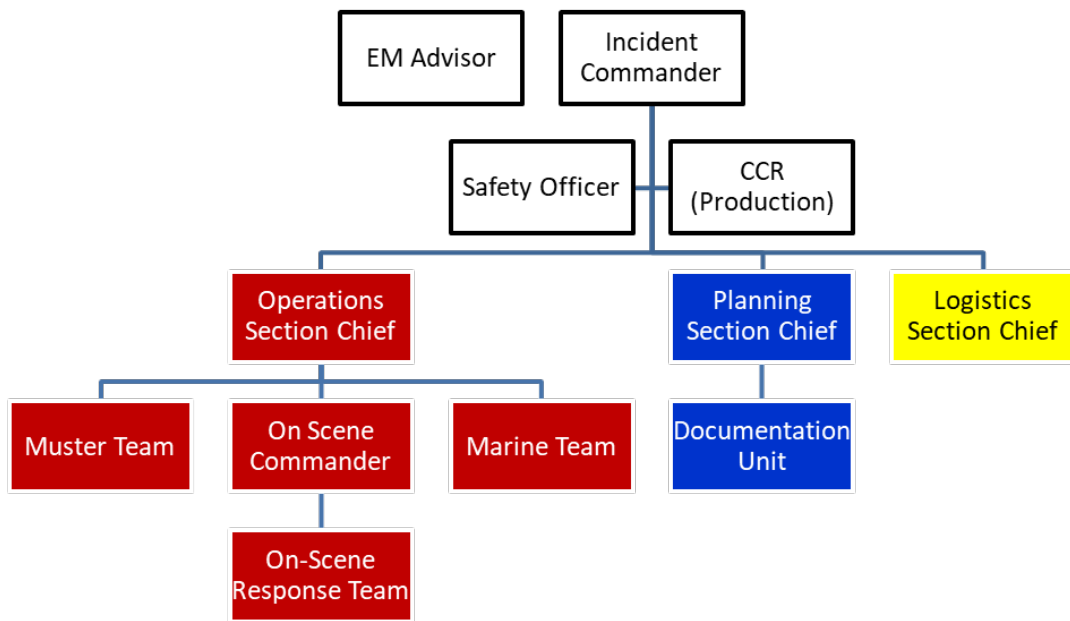 EM Advisor
Incident
Commander
Safety Officer
CCR
(Production)
Operations
Section Chief
Planning
Section Chief
Logistics
Section Chief
Muster Team
On Scene
Commander
Marine Team
Documentation
Unit
On-Scene
Response Team